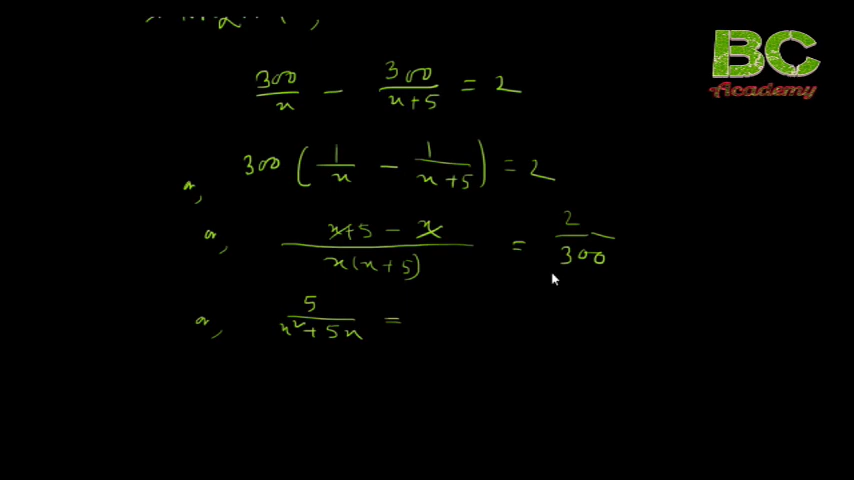 BC
Academy
300/x - 300/(x+5) = 2
or, 300 (1/x - 1/(x+5)) = 2
or, (x+5 - x)/(x(x+5)) = 2/300
or, 5/(x²+5x) =